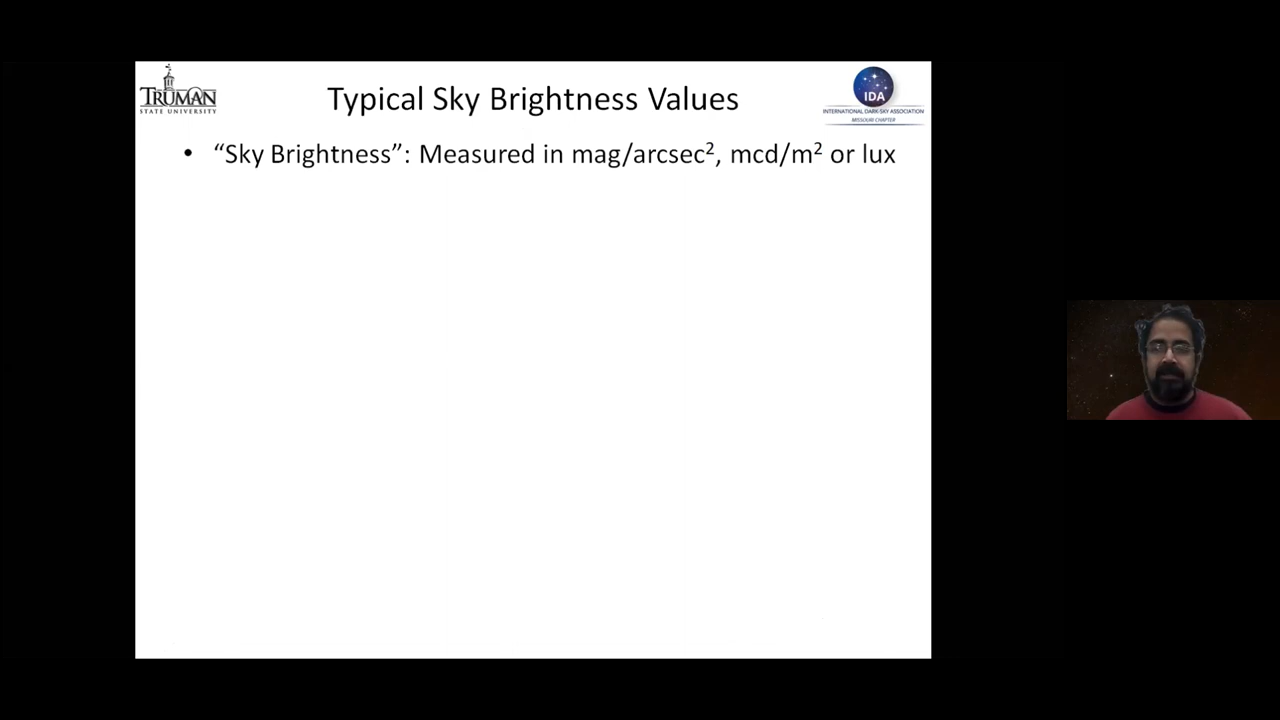 TRUMAN
STATE UNIVERSITY
Typical Sky Brightness Values
IDA
INTERNATIONAL DARK-SKY ASSOCIATION
MISSOURI CHAPTER
• “Sky Brightness”: Measured in mag/arcsec², mcd/m² or lux